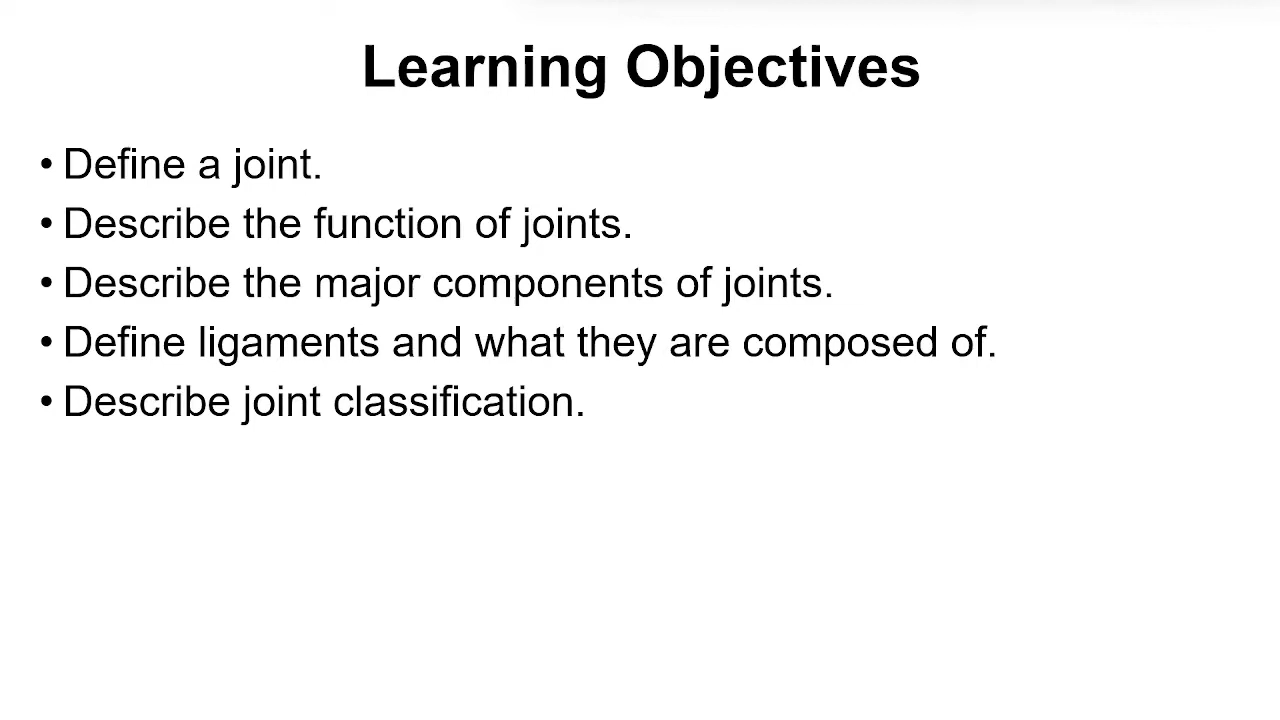 Learning Objectives
• Define a joint.
• Describe the function of joints.
• Describe the major components of joints.
• Define ligaments and what they are composed of.
• Describe joint classification.